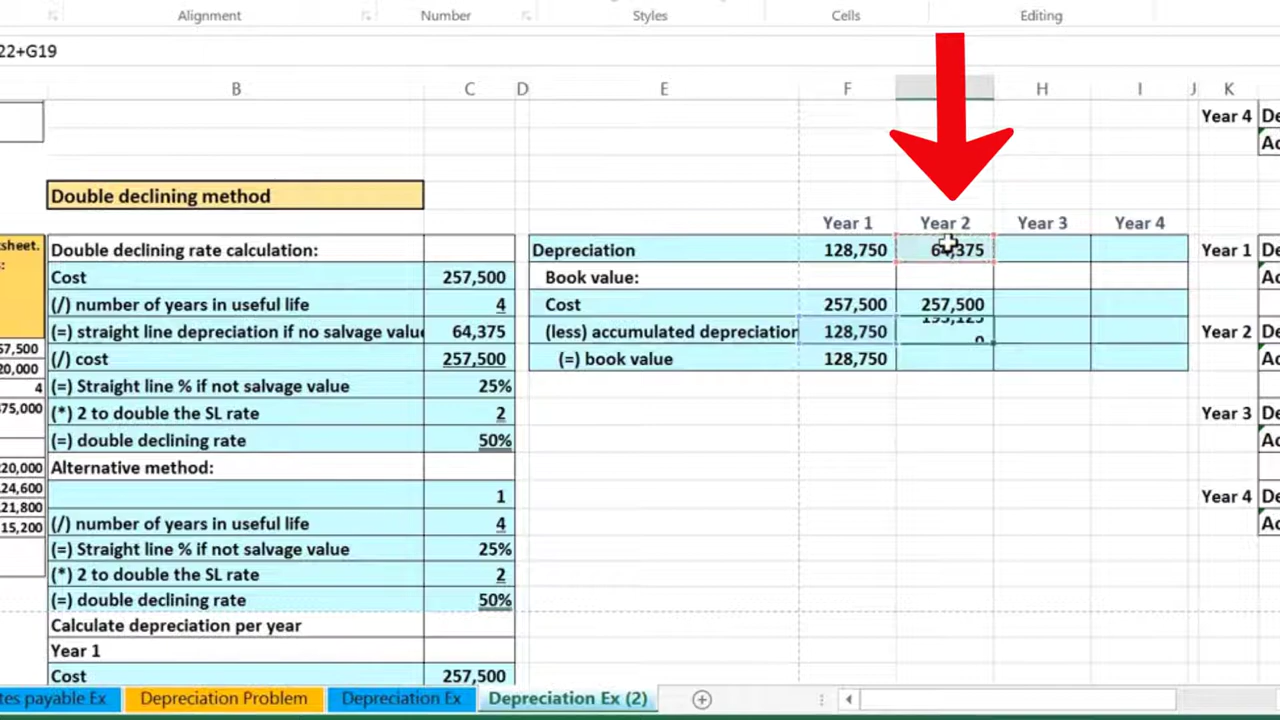 Alignment Number Styles Cells Editing
22+G19
B C D E F H I J K
Year 4 De
Ac
Double declining method
Year 1 Year 2 Year 3 Year 4
sheet. Double declining rate calculation: Depreciation 128,750 64,375 Year 1 De
s: Cost 257,500 Book value: Ac
(/) number of years in useful life 4 Cost 257,500 257,500
(=) straight line depreciation if no salvage value 64,375 (less) accumulated depreciation 128,750 193,125 0 Year 2 De
57,500 (/) cost 257,500 (=) book value 128,750 Ac
20,000
4 (=) Straight line % if not salvage value 25%
75,000 (*) 2 to double the SL rate 2 Year 3 De
(=) double declining rate 50% Ac
20,000 Alternative method:
24,600 1 Year 4 De
21,800
15,200 (/) number of years in useful life 4 Ac
(=) Straight line % if not salvage value 25%
(*) 2 to double the SL rate 2
(=) double declining rate 50%
Calculate depreciation per year
Year 1
Cost 257,500
tes payable Ex Depreciation Problem Depreciation Ex Depreciation Ex (2)